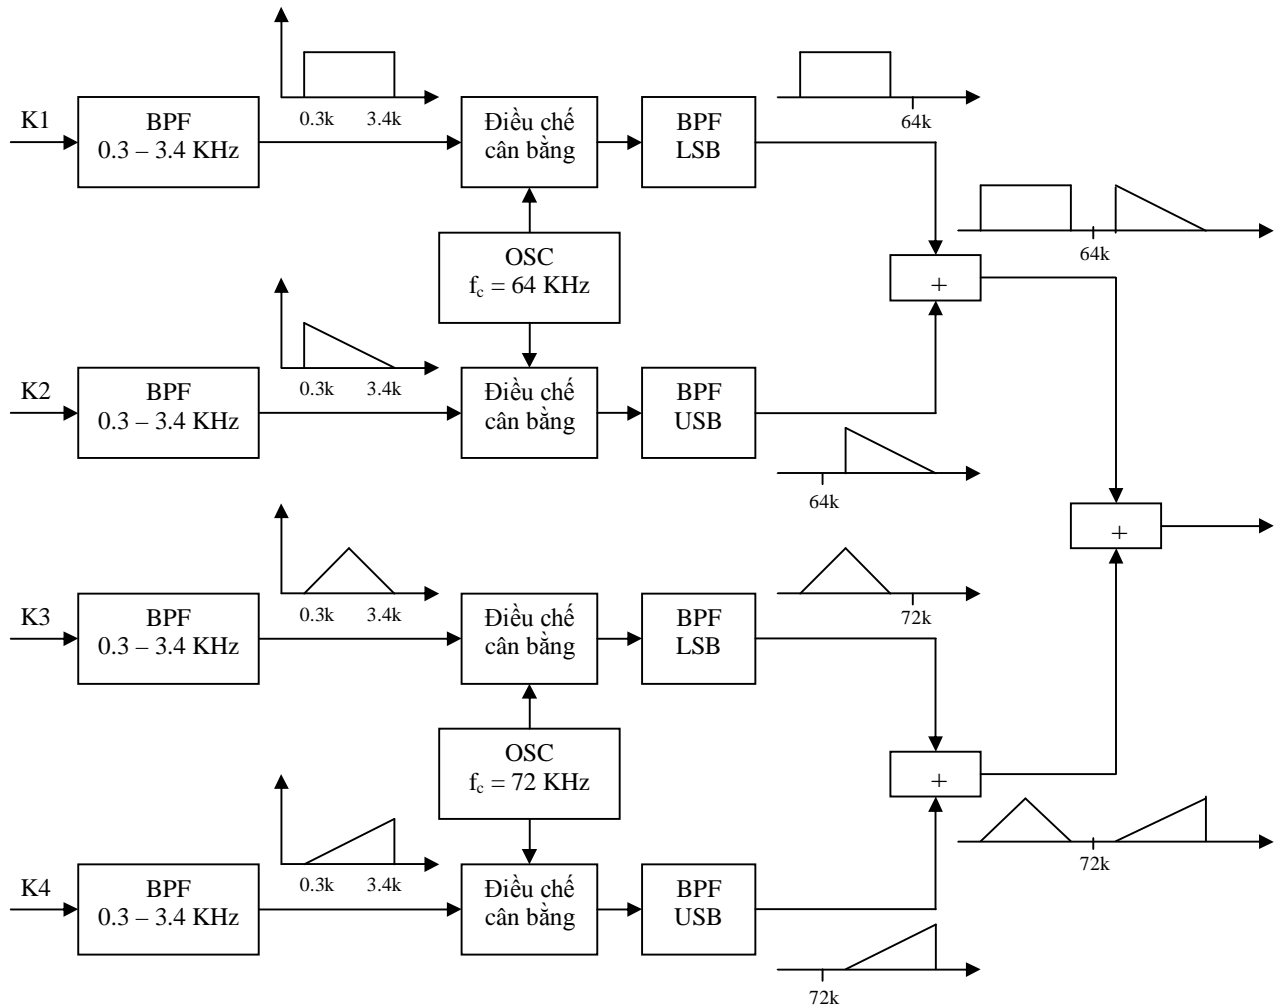 0.3k 3.4k
64k
K1
BPF
0.3 – 3.4 KHz
Điều chế
cân bằng
BPF
LSB
64k
OSC
fc = 64 KHz
+
0.3k 3.4k
K2
BPF
0.3 – 3.4 KHz
Điều chế
cân bằng
BPF
USB
64k
+
0.3k 3.4k
72k
K3
BPF
0.3 – 3.4 KHz
Điều chế
cân bằng
BPF
LSB
OSC
fc = 72 KHz
+
72k
0.3k 3.4k
K4
BPF
0.3 – 3.4 KHz
Điều chế
cân bằng
BPF
USB
72k